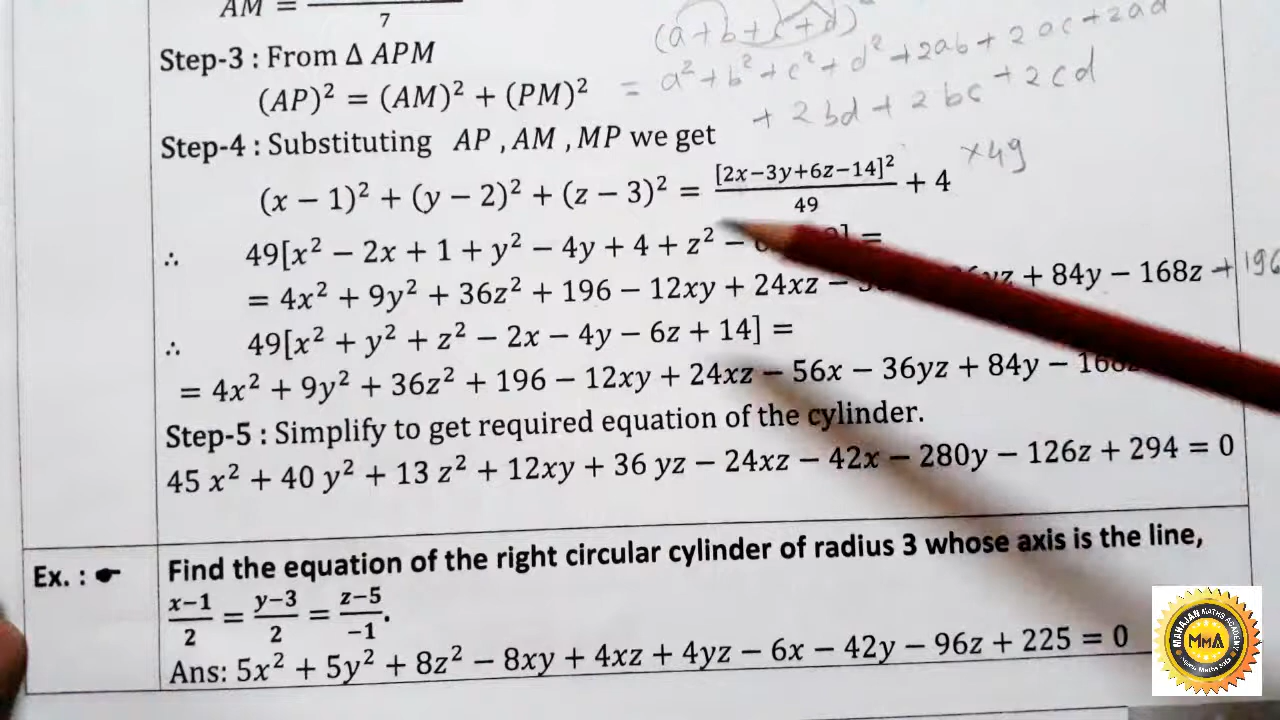 AM =
7
Step-3 : From Δ APM
(AP)² = (AM)² + (PM)²
(a+b+c+d)²
= a²+b²+c²+d²+2ab+2ac+2ad
+2bd+2bc+2cd
Step-4 : Substituting AP , AM , MP we get
(x − 1)² + (y − 2)² + (z − 3)² = [2x−3y+6z−14]²/49 + 4 ×49
∴ 49[x² − 2x + 1 + y² − 4y + 4 + z² − ] =
= 4x² + 9y² + 36z² + 196 − 12xy + 24xz − yz + 84y − 168z + 196
∴ 49[x² + y² + z² − 2x − 4y − 6z + 14] =
= 4x² + 9y² + 36z² + 196 − 12xy + 24xz − 56x − 36yz + 84y −
Step-5 : Simplify to get required equation of the cylinder.
45 x² + 40 y² + 13 z² + 12xy + 36 yz − 24xz − 42x − 280y − 126z + 294 = 0
Ex. : Find the equation of the right circular cylinder of radius 3 whose axis is the line,
x−1/2 = y−3/2 = z−5/−1.
Ans: 5x² + 5y² + 8z² − 8xy + 4xz + 4yz − 6x − 42y − 96z + 225 = 0
MAHAJAN MATHS ACADEMY
MMA